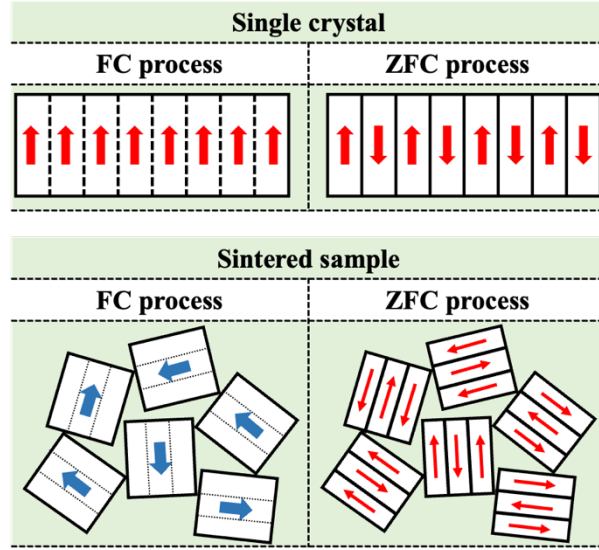 Single crystal
FC process ZFC process
Sintered sample
FC process ZFC process